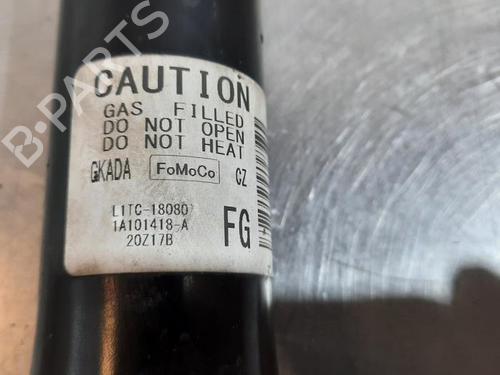 CAUTION
GAS FILLED
DO NOT OPEN
DO NOT HEAT
GKADA FoMoCo CZ
L1TC-18080
1A101418-A
20Z17B
FG
B-PARTS